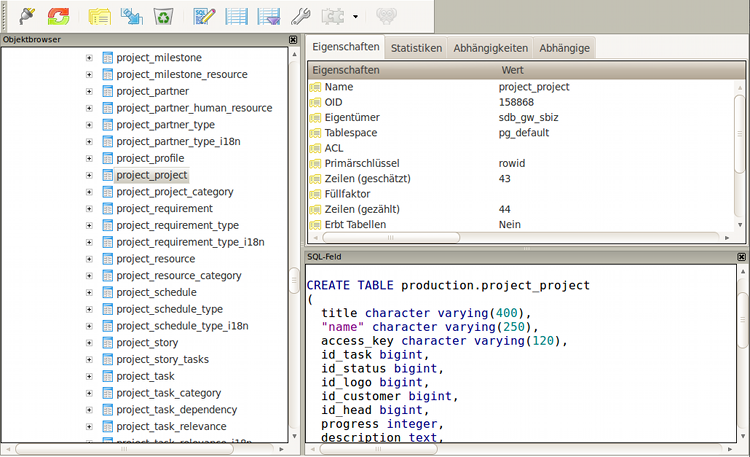 SQL
Objektbrowser
project_milestone
project_milestone_resource
project_partner
project_partner_human_resource
project_partner_type
project_partner_type_i18n
project_profile
project_project
project_project_category
project_requirement
project_requirement_type
project_requirement_type_i18n
project_resource
project_resource_category
project_schedule
project_schedule_type
project_schedule_type_i18n
project_story
project_story_tasks
project_task
project_task_category
project_task_dependency
project_task_relevance
project_task_relevance_i18n
Eigenschaften Statistiken Abhängigkeiten Abhängige
Eigenschaften Wert
Name project_project
OID 158868
Eigentümer sdb_gw_sbiz
Tablespace pg_default
ACL
Primärschlüssel rowid
Zeilen (geschätzt) 43
Füllfaktor
Zeilen (gezählt) 44
Erbt Tabellen Nein
SQL-Feld
CREATE TABLE production.project_project
(
title character varying(400),
"name" character varying(250),
access_key character varying(120),
id_task bigint,
id_status bigint,
id_logo bigint,
id_customer bigint,
id_head bigint,
progress integer,
description text,